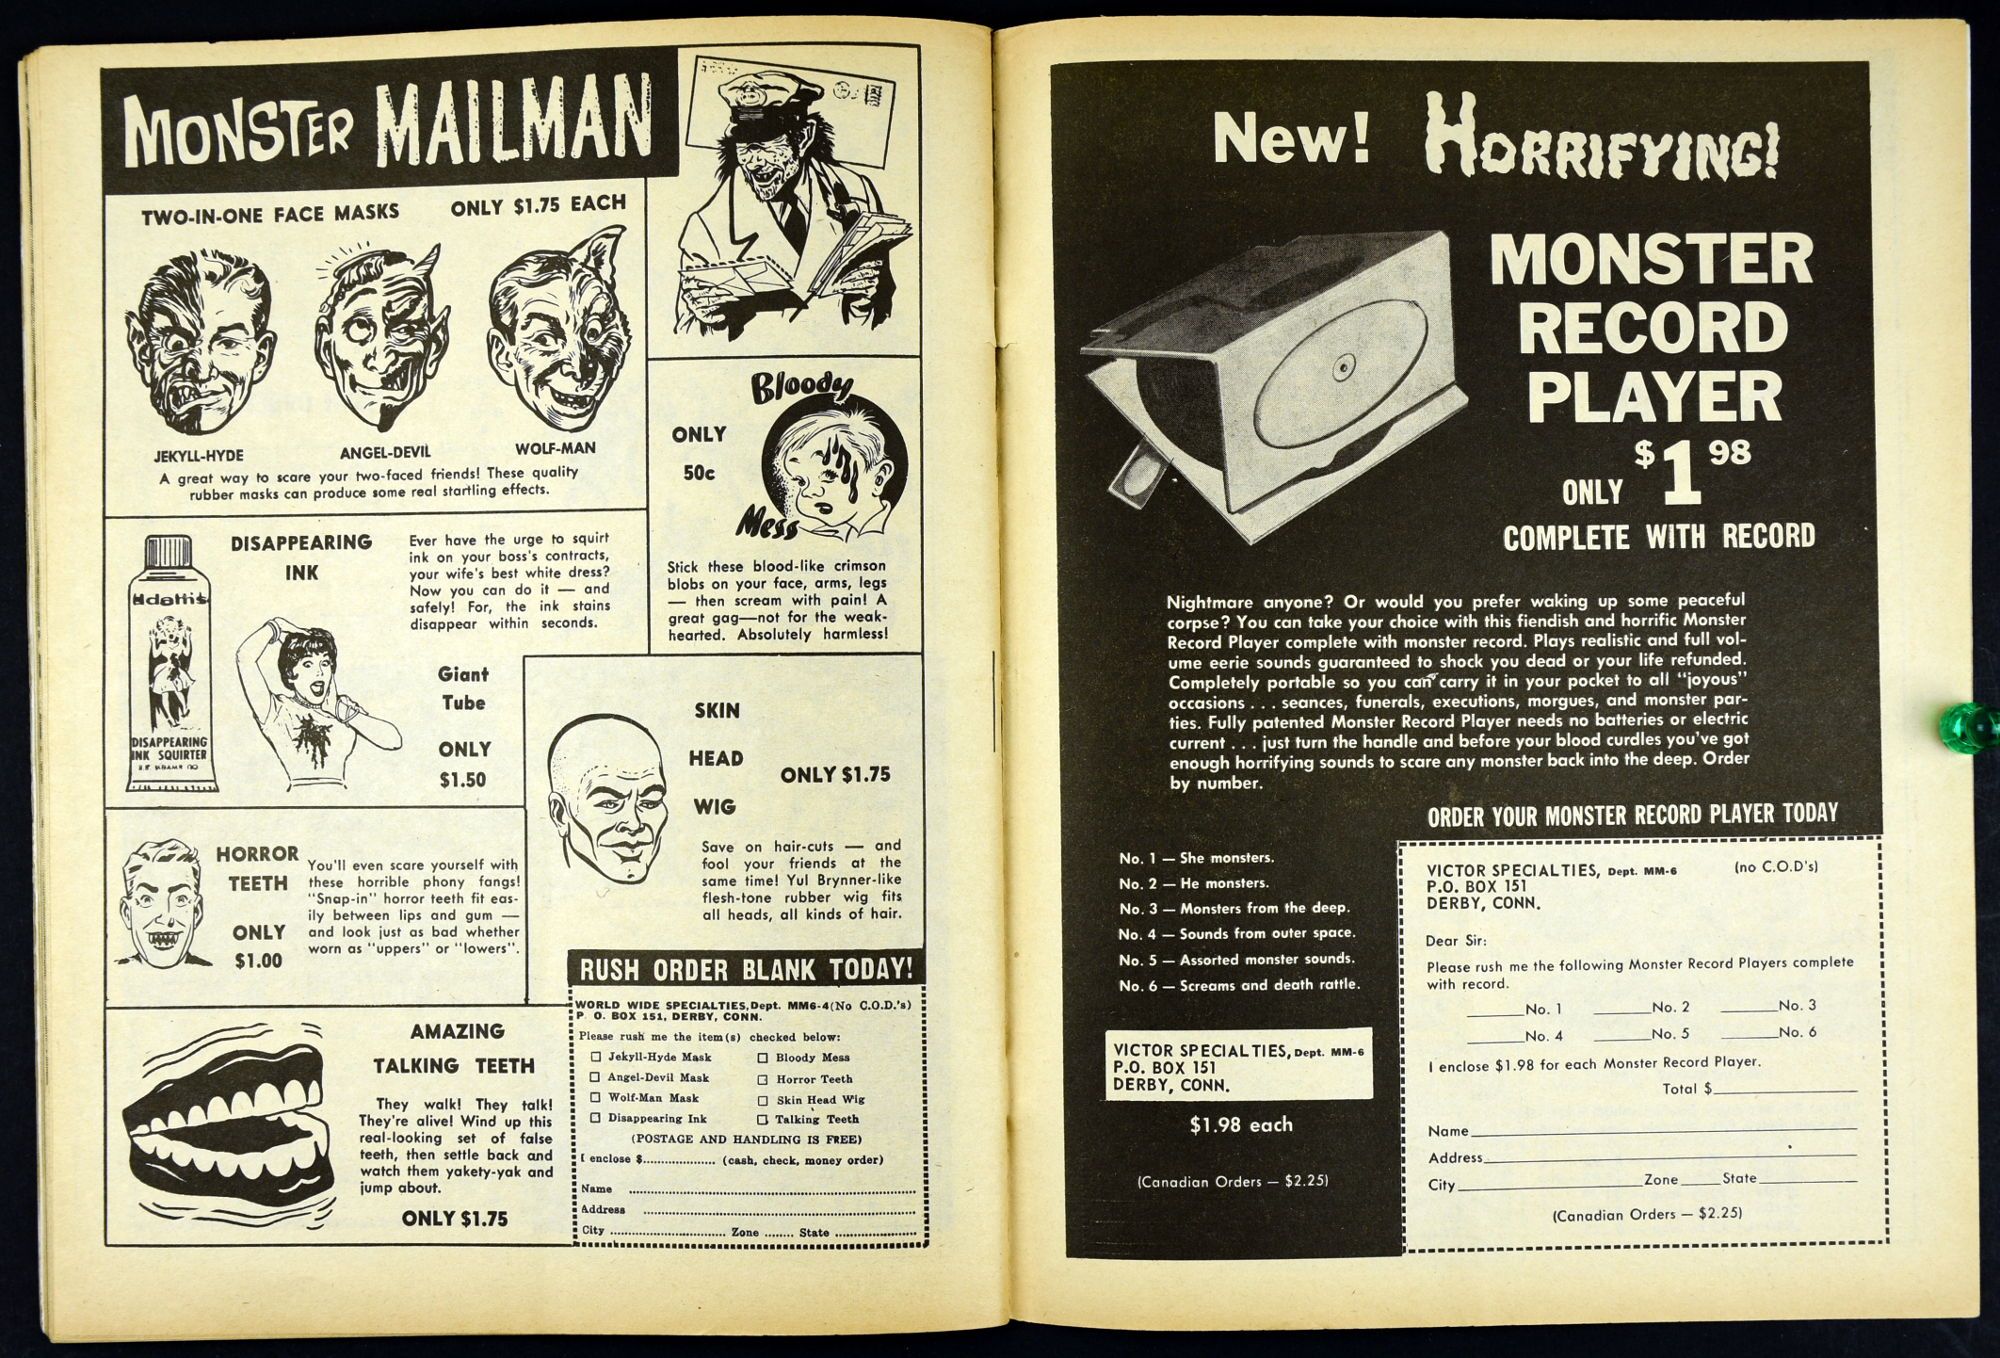 MONSTER MAILMAN
TWO-IN-ONE FACE MASKS ONLY $1.75 EACH
JEKYLL-HYDE
ANGEL-DEVIL
WOLF-MAN
A great way to scare your two-faced friends! These quality
rubber masks can produce some real startling effects.
Bloody
ONLY
50c
Mess
Stick these blood-like crimson
blobs on your face, arms, legs
— then scream with pain! A
great gag—not for the weak-
hearted. Absolutely harmless!
DISAPPEARING
INK
Ever have the urge to squirt
ink on your boss's contracts,
your wife's best white dress?
Now you can do it — and
safely! For, the ink stains
disappear within seconds.
Adams
DISAPPEARING
INK SQUIRTER
Giant
Tube
ONLY
$1.50
SKIN
HEAD
WIG
ONLY $1.75
Save on hair-cuts — and
fool your friends at the
same time! Yul Brynner-like
flesh-tone rubber wig fits
all heads, all kinds of hair.
HORROR
TEETH
ONLY
$1.00
You'll even scare yourself with
these horrible phony fangs!
"Snap-in" horror teeth fit eas-
ily between lips and gum —
and look just as bad whether
worn as "uppers" or "lowers".
AMAZING
TALKING TEETH
They walk! They talk!
They're alive! Wind up this
real-looking set of false
teeth, then settle back and
watch them yakety-yak and
jump about.
ONLY $1.75
RUSH ORDER BLANK TODAY!
WORLD WIDE SPECIALTIES, Dept. MM6-4 (No C.O.D.'s)
P. O. BOX 151, DERBY, CONN.
Please rush me the item(s) checked below:
☐ Jekyll-Hyde Mask ☐ Bloody Mess
☐ Angel-Devil Mask ☐ Horror Teeth
☐ Wolf-Man Mask ☐ Skin Head Wig
☐ Disappearing Ink ☐ Talking Teeth
(POSTAGE AND HANDLING IS FREE)
I enclose $.................... (cash, check, money order)
Name ....................
Address ....................
City .................... Zone ........ State ....................
New! HORRIFYING!
MONSTER
RECORD
PLAYER
ONLY $1 98
COMPLETE WITH RECORD
Nightmare anyone? Or would you prefer waking up some peaceful
corpse? You can take your choice with this fiendish and horrific Monster
Record Player complete with monster record. Plays realistic and full vol-
ume eerie sounds guaranteed to shock you dead or your life refunded.
Completely portable so you can carry it in your pocket to all "joyous"
occasions . . . seances, funerals, executions, morgues, and monster par-
ties. Fully patented Monster Record Player needs no batteries or electric
current . . . just turn the handle and before your blood curdles you've got
enough horrifying sounds to scare any monster back into the deep. Order
by number.
No. 1 — She monsters.
No. 2 — He monsters.
No. 3 — Monsters from the deep.
No. 4 — Sounds from outer space.
No. 5 — Assorted monster sounds.
No. 6 — Screams and death rattle.
VICTOR SPECIALTIES, Dept. MM-6
P.O. BOX 151
DERBY, CONN.
$1.98 each
(Canadian Orders — $2.25)
ORDER YOUR MONSTER RECORD PLAYER TODAY
VICTOR SPECIALTIES, Dept. MM-6 (no C.O.D's)
P.O. BOX 151
DERBY, CONN.
Dear Sir:
Please rush me the following Monster Record Players complete
with record.
______No. 1 ______No. 2 ______No. 3
______No. 4 ______No. 5 ______No. 6
I enclose $1.98 for each Monster Record Player.
Total $____________
Name____________
Address____________
City____________Zone____State____________
(Canadian Orders — $2.25)